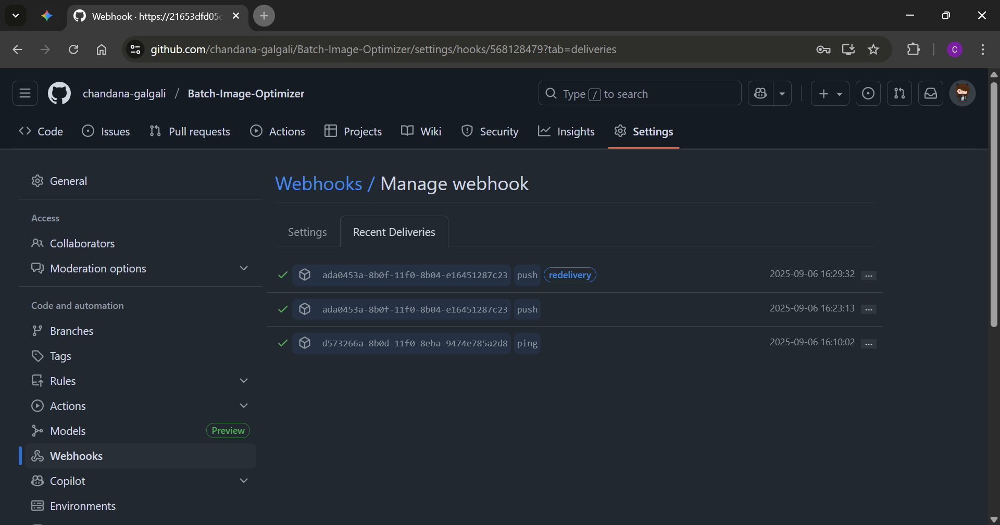 Webhook · https://21653dfd05c
github.com/chandana-galgali/Batch-Image-Optimizer/settings/hooks/568128479?tab=deliveries
C
chandana-galgali / Batch-Image-Optimizer
Type / to search
Code
Issues
Pull requests
Actions
Projects
Wiki
Security
Insights
Settings
General
Access
Collaborators
Moderation options
Code and automation
Branches
Tags
Rules
Actions
Models Preview
Webhooks
Copilot
Environments
Webhooks / Manage webhook
Settings
Recent Deliveries
ada0453a-8b0f-11f0-8b04-e16451287c23 push redelivery 2025-09-06 16:29:32 ...
ada0453a-8b0f-11f0-8b04-e16451287c23 push 2025-09-06 16:23:13 ...
d573266a-8b0d-11f0-8eba-9474e785a2d8 ping 2025-09-06 16:10:02 ...